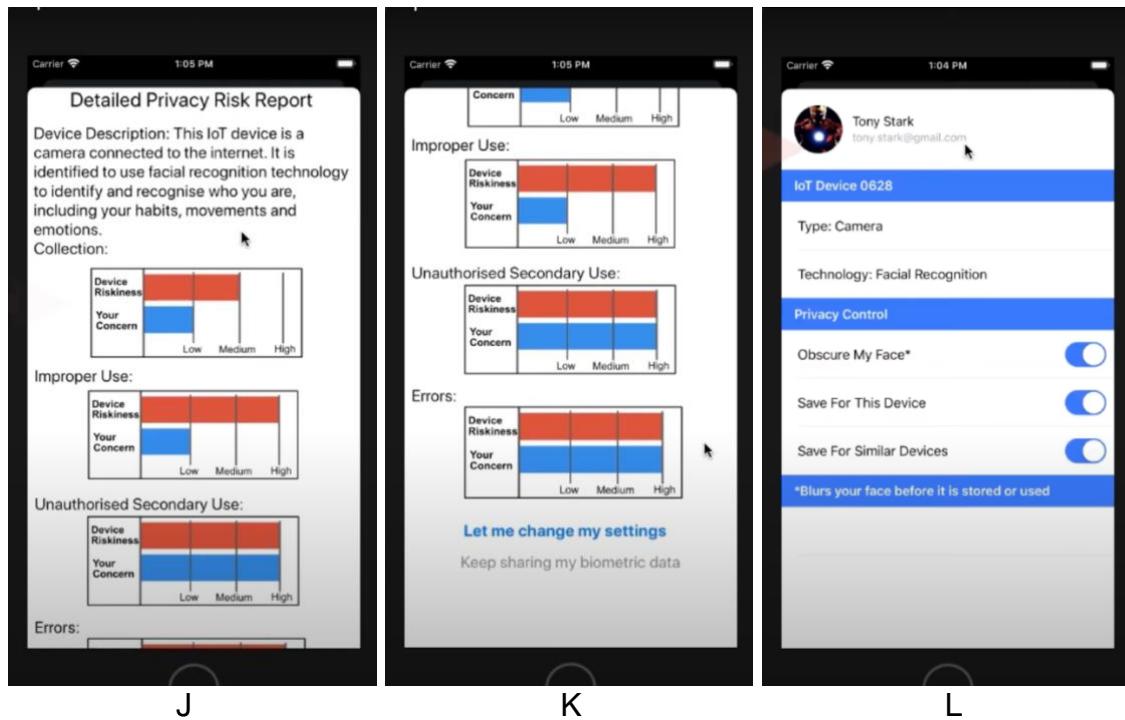 Carrier 1:05 PM
Detailed Privacy Risk Report
Device Description: This IoT device is a
camera connected to the internet. It is
identified to use facial recognition technology
to identify and recognise who you are,
including your habits, movements and
emotions.
Collection:
Device
Riskiness
Your
Concern
Low Medium High
Improper Use:
Device
Riskiness
Your
Concern
Low Medium High
Unauthorised Secondary Use:
Device
Riskiness
Your
Concern
Low Medium High
Errors:
J
Carrier 1:05 PM
Concern
Low Medium High
Improper Use:
Device
Riskiness
Your
Concern
Low Medium High
Unauthorised Secondary Use:
Device
Riskiness
Your
Concern
Low Medium High
Errors:
Device
Riskiness
Your
Concern
Low Medium High
Let me change my settings
Keep sharing my biometric data
K
Carrier 1:04 PM
Tony Stark
tony.stark@gmail.com
IoT Device 0628
Type: Camera
Technology: Facial Recognition
Privacy Control
Obscure My Face*
Save For This Device
Save For Similar Devices
*Blurs your face before it is stored or used
L